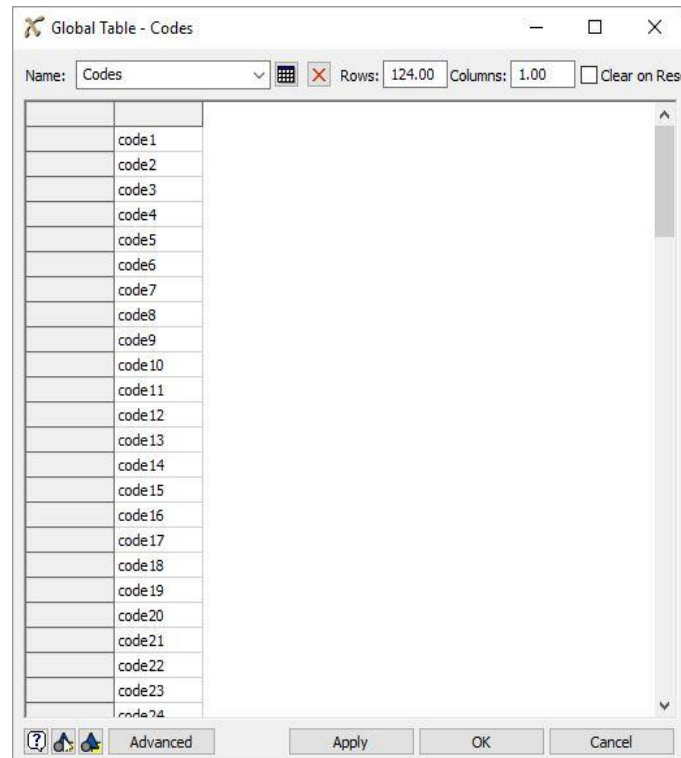 Global Table - Codes
Name: Codes Rows: 124.00 Columns: 1.00 Clear on Res
code1
code2
code3
code4
code5
code6
code7
code8
code9
code10
code11
code12
code13
code14
code15
code16
code17
code18
code19
code20
code21
code22
code23
code24
? Advanced Apply OK Cancel